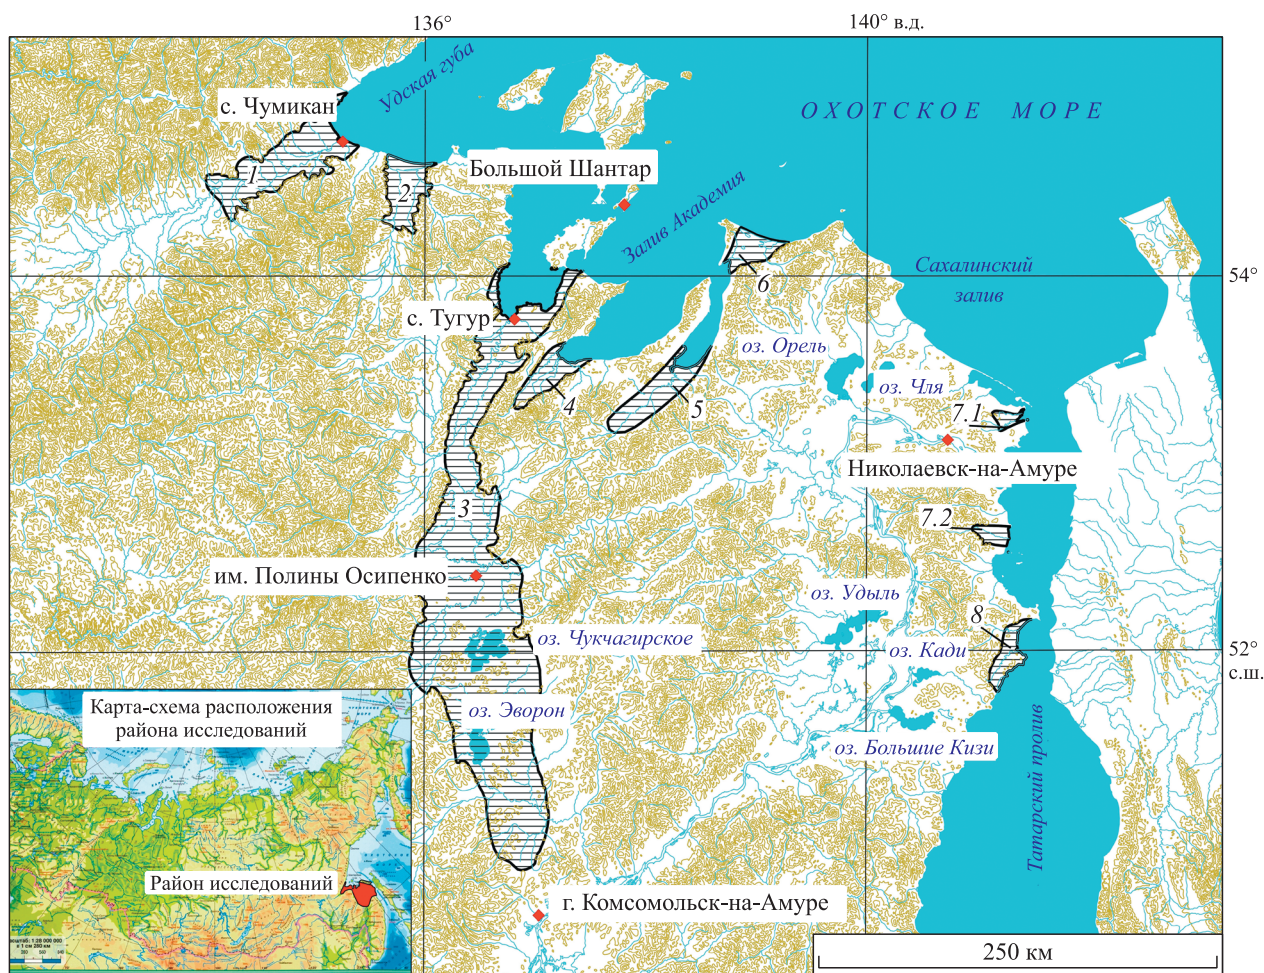 136°
140° в.д.
Удская губа
с. Чумикан
ОХОТСКОЕ МОРЕ
Большой Шантар
1
2
Залив Академия
6
Сахалинский
залив
54°
с. Тугур
оз. Орель
оз. Чля
4
5
7.1
Николаевск-на-Амуре
3
7.2
им. Полины Осипенко
оз. Удыль
8
оз. Чукчагирское
оз. Кади
52°
с.ш.
Карта-схема расположения
района исследований
оз. Эворон
оз. Большие Кизи
Татарский пролив
Район исследований
г. Комсомольск-на-Амуре
250 км